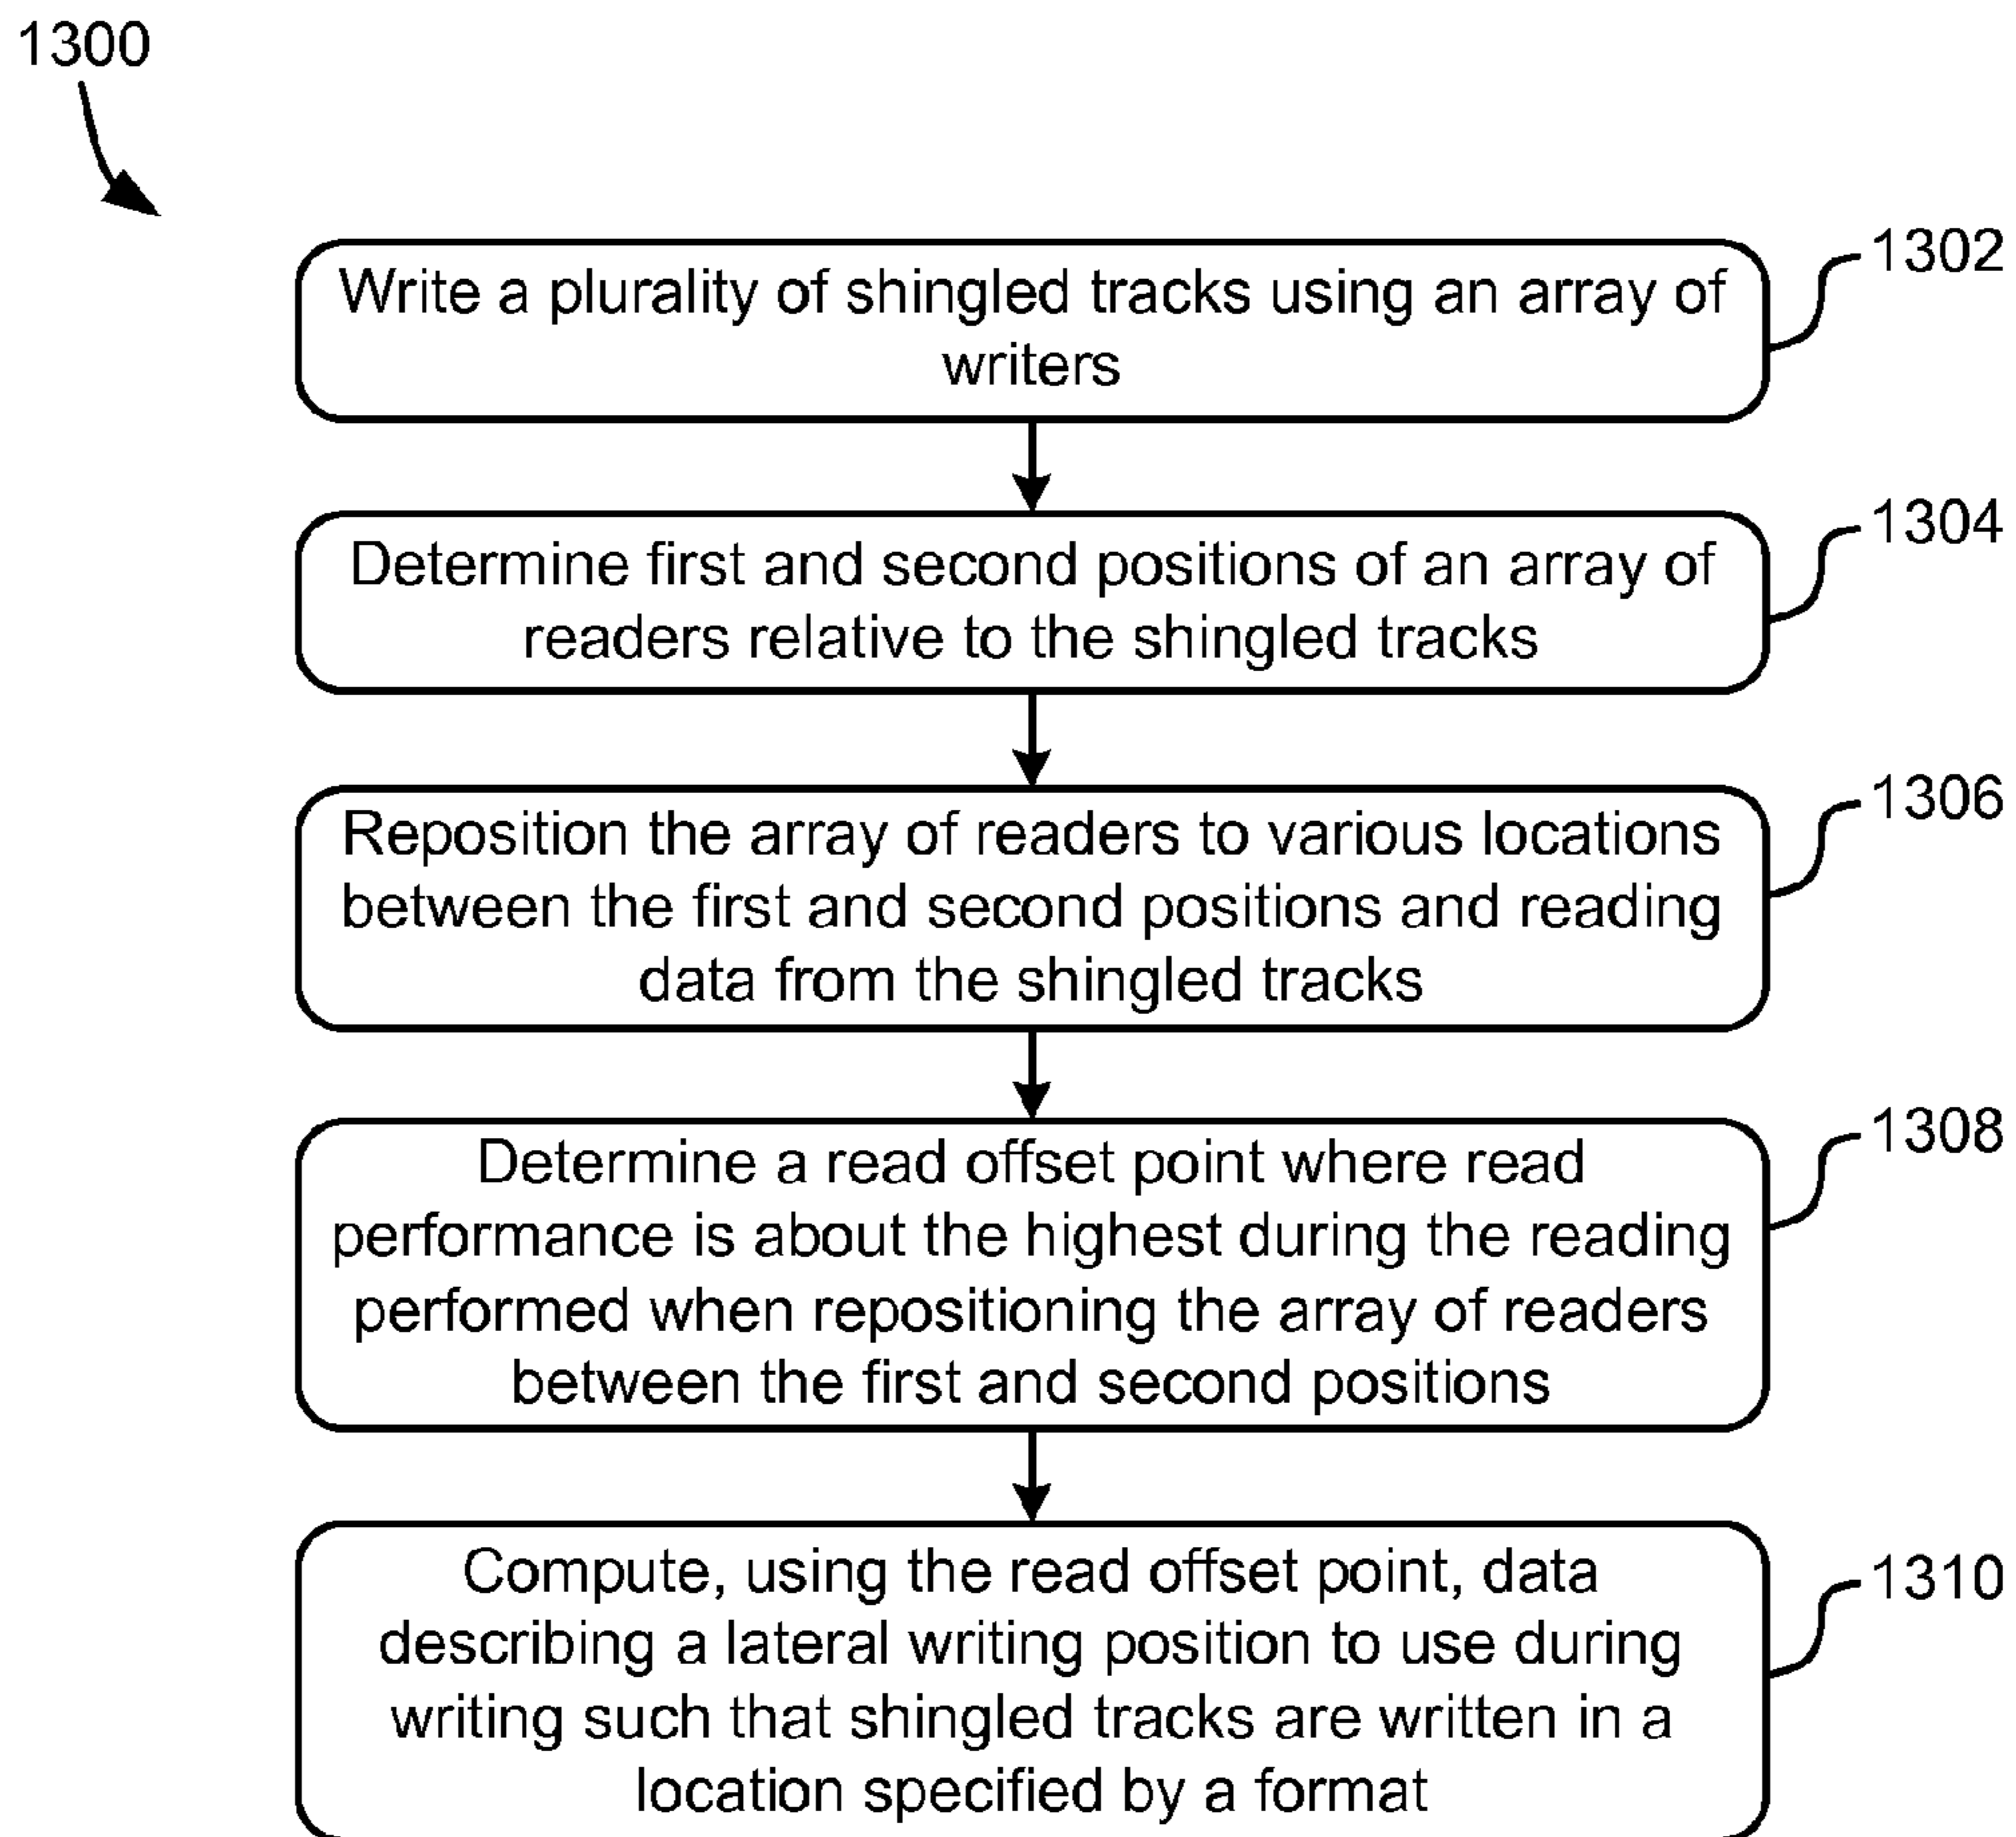 1300
1302
Write a plurality of shingled tracks using an array of
writers
1304
Determine first and second positions of an array of
readers relative to the shingled tracks
1306
Reposition the array of readers to various locations
between the first and second positions and reading
data from the shingled tracks
1308
Determine a read offset point where read
performance is about the highest during the reading
performed when repositioning the array of readers
between the first and second positions
1310
Compute, using the read offset point, data
describing a lateral writing position to use during
writing such that shingled tracks are written in a
location specified by a format